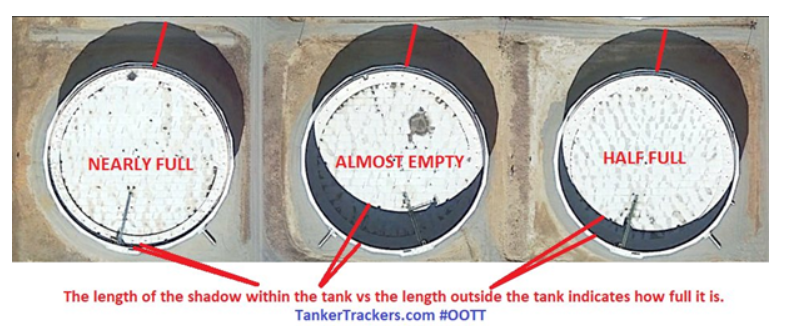 NEARLY FULL
ALMOST EMPTY
HALF FULL
The length of the shadow within the tank vs the length outside the tank indicates how full it is.
TankerTrackers.com #OOTT